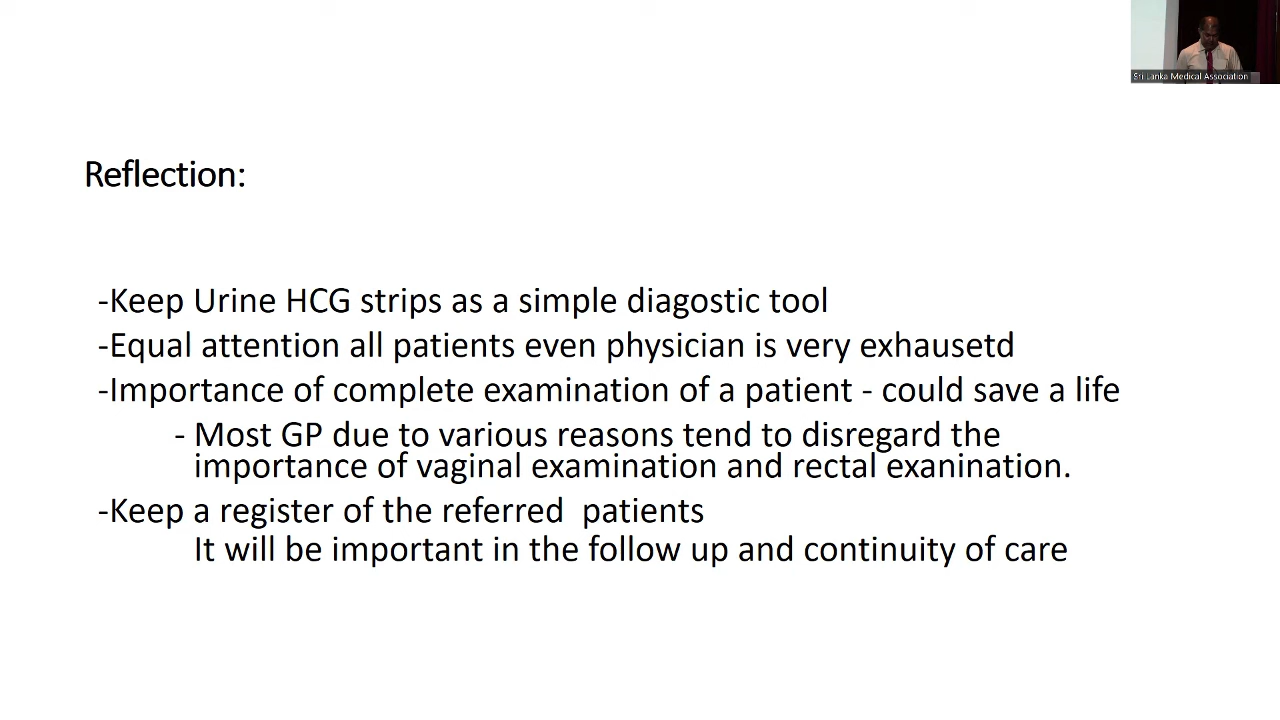 Sri Lanka Medical Association
Reflection:
-Keep Urine HCG strips as a simple diagostic tool
-Equal attention all patients even physician is very exhausetd
-Importance of complete examination of a patient - could save a life
- Most GP due to various reasons tend to disregard the
importance of vaginal examination and rectal exanination.
-Keep a register of the referred  patients
It will be important in the follow up and continuity of care